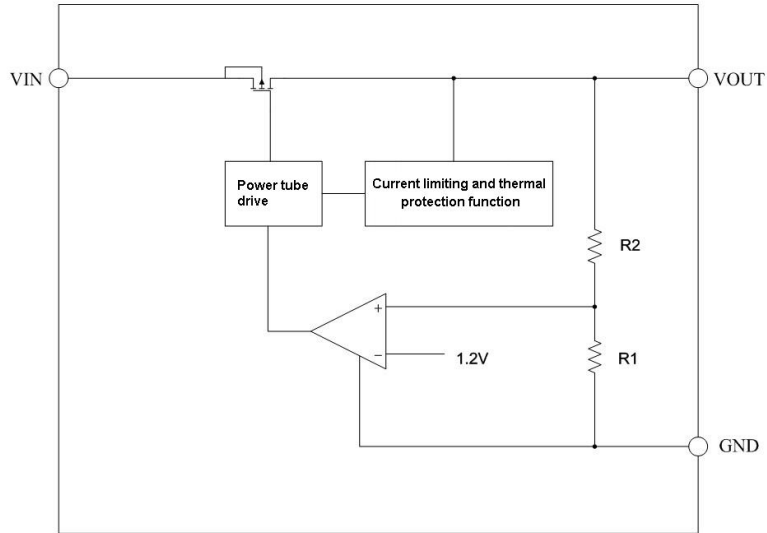 VIN
VOUT
Power tube
drive
Current limiting and thermal
protection function
R2
+
−
1.2V
R1
GND